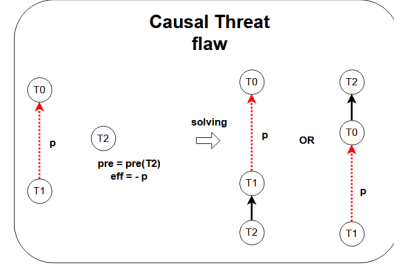 Causal Threat
flaw
T0
p
T1
T2
pre = pre(T2)
eff = - p
solving
T0
p
T1
T2
OR
T2
T0
p
T1